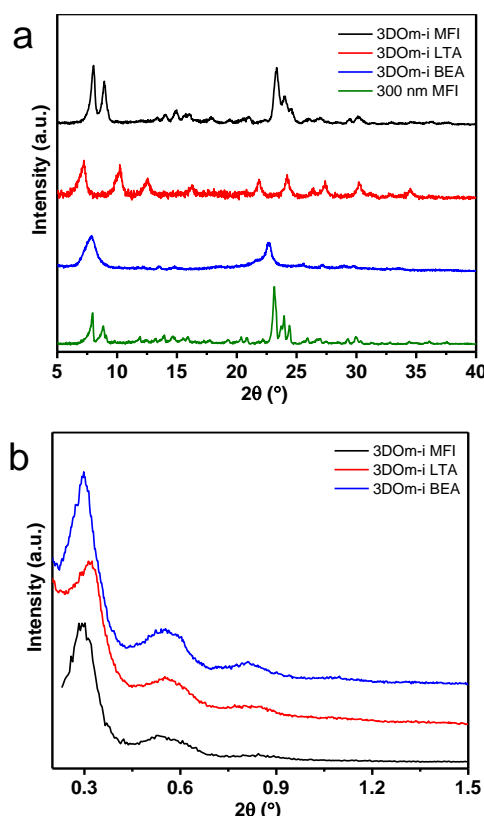 a
3DOm-i MFI
3DOm-i LTA
3DOm-i BEA
300 nm MFI
Intensity (a.u.)
5 10 15 20 25 30 35 40
2θ (°)
b
3DOm-i MFI
3DOm-i LTA
3DOm-i BEA
Intensity (a.u.)
0.3 0.6 0.9 1.2 1.5
2θ (°)